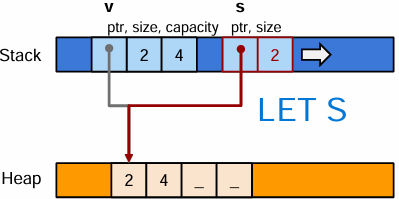 v s
ptr, size, capacity ptr, size
Stack 2 4 2
LET S
Heap 2 4 _ _